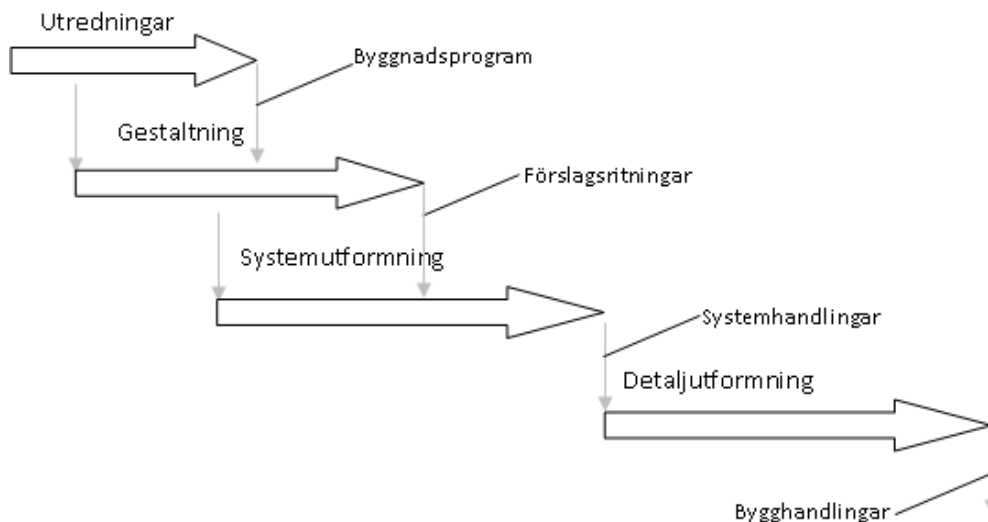 Utredningar
Byggnadsprogram
Gestaltning
Förslagsritningar
Systemutformning
Systemhandlingar
Detaljutformning
Bygghandlingar